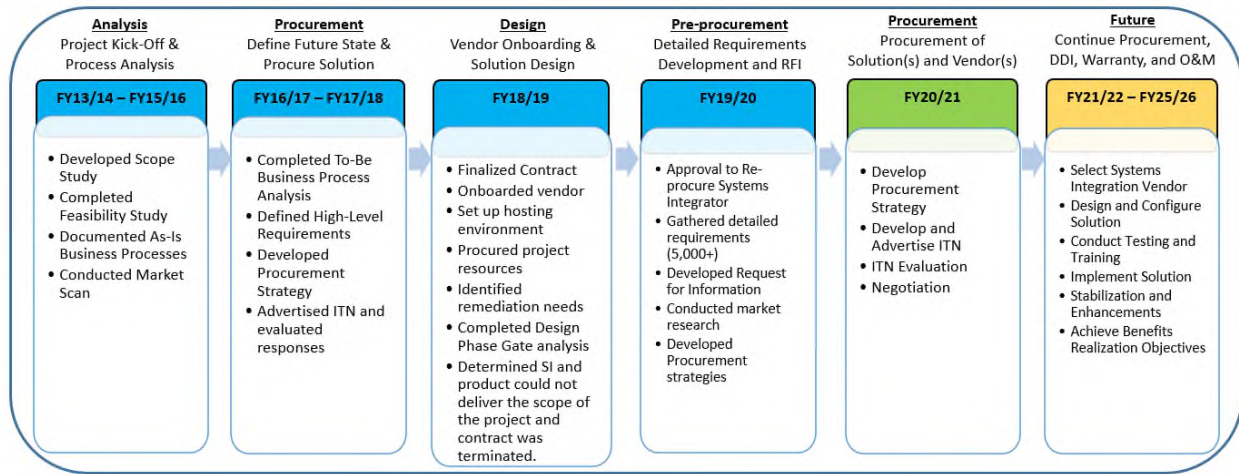 Analysis
Project Kick-Off &
Process Analysis
FY13/14 – FY15/16
• Developed Scope
Study
• Completed
Feasibility Study
• Documented As-Is
Business Processes
• Conducted Market
Scan
Procurement
Define Future State &
Procure Solution
FY16/17 – FY17/18
• Completed To-Be
Business Process
Analysis
• Defined High-Level
Requirements
• Developed
Procurement
Strategy
• Advertised ITN and
evaluated
responses
Design
Vendor Onboarding &
Solution Design
FY18/19
• Finalized Contract
• Onboarded vendor
• Set up hosting
environment
• Procured project
resources
• Identified
remediation needs
• Completed Design
Phase Gate analysis
• Determined SI and
product could not
deliver the scope of
the project and
contract was
terminated.
Pre-procurement
Detailed Requirements
Development and RFI
FY19/20
• Approval to Re-
procure Systems
Integrator
• Gathered detailed
requirements
(5,000+)
• Developed Request
for Information
• Conducted market
research
• Developed
Procurement
strategies
Procurement
Procurement of
Solution(s) and Vendor(s)
FY20/21
• Develop
Procurement
Strategy
• Develop and
Advertise ITN
• ITN Evaluation
• Negotiation
Future
Continue Procurement,
DDI, Warranty, and O&M
FY21/22 – FY25/26
• Select Systems
Integration Vendor
• Design and Configure
Solution
• Conduct Testing and
Training
• Implement Solution
• Stabilization and
Enhancements
• Achieve Benefits
Realization Objectives